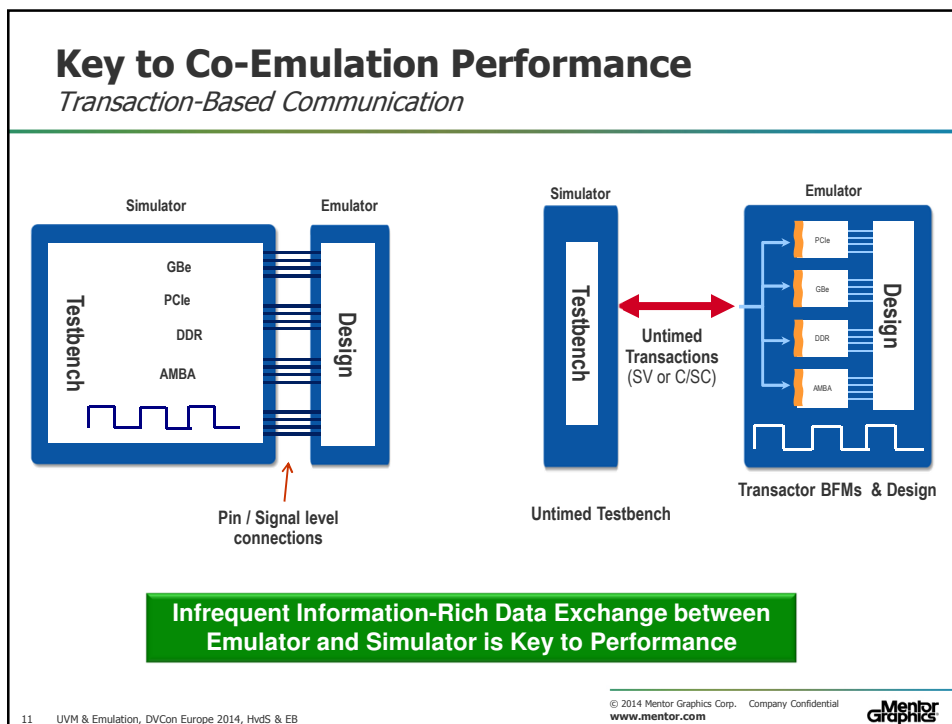 Key to Co-Emulation Performance
Transaction-Based Communication
Simulator
Emulator
GBe
PCIe
DDR
AMBA
Testbench
Design
Pin / Signal level
connections
Simulator
Emulator
Testbench
Untimed
Transactions
(SV or C/SC)
PCIe
GBe
DDR
AMBA
Design
Untimed Testbench
Transactor BFMs & Design
Infrequent Information-Rich Data Exchange between
Emulator and Simulator is Key to Performance
11 UVM & Emulation, DVCon Europe 2014, HvdS & EB
© 2014 Mentor Graphics Corp. Company Confidential
www.mentor.com
Mentor
Graphics